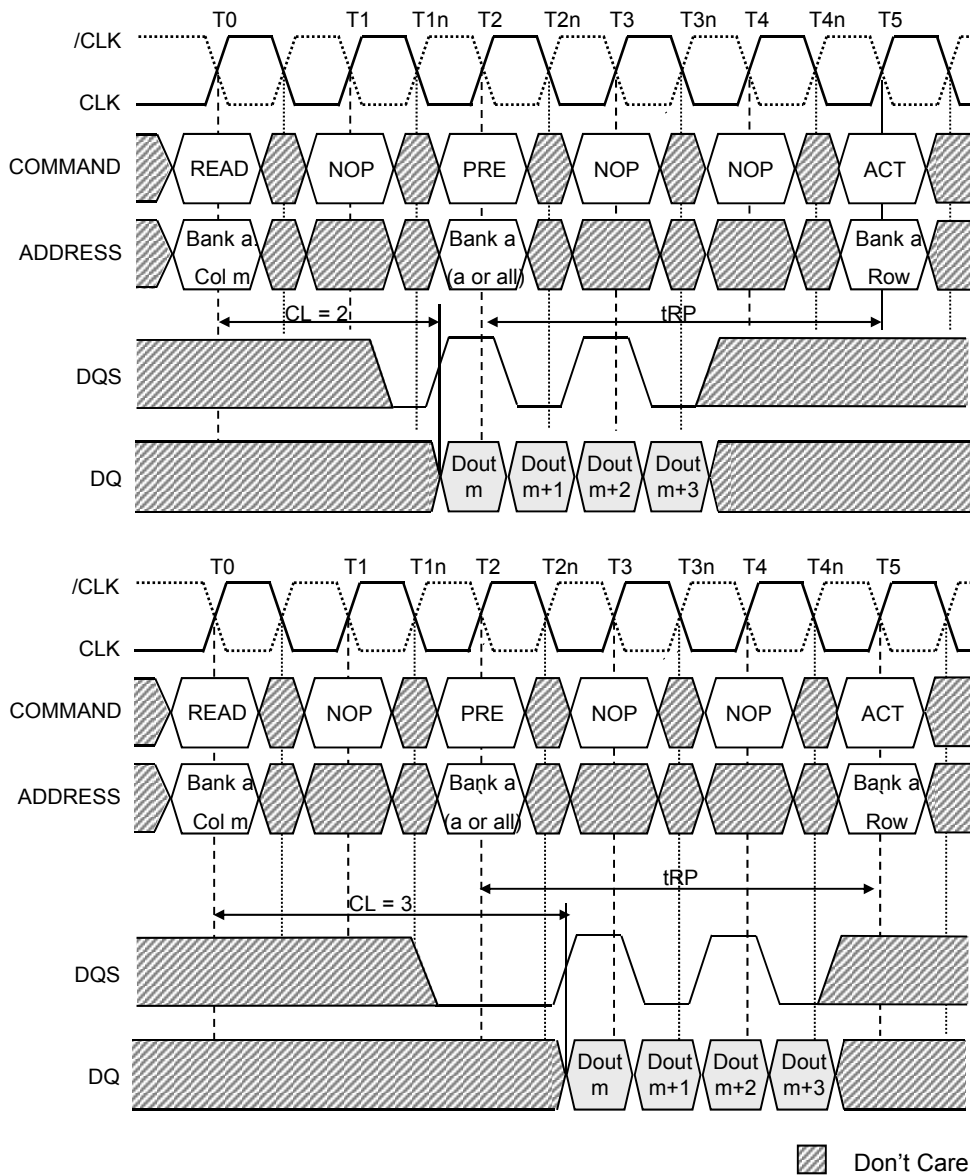 T0 T1 T1n T2 T2n T3 T3n T4 T4n T5
/CLK
CLK
COMMAND READ NOP PRE NOP NOP ACT
ADDRESS Bank a. Col m Bank a (a or all) Bank a Row
CL = 2 tRP
DQS
DQ Dout m Dout m+1 Dout m+2 Dout m+3
T0 T1 T1n T2 T2n T3 T3n T4 T4n T5
/CLK
CLK
COMMAND READ NOP PRE NOP NOP ACT
ADDRESS Bank a Col m Bank a (a or all) Bank a Row
tRP
CL = 3
DQS
DQ Dout m Dout m+1 Dout m+2 Dout m+3
Don't Care